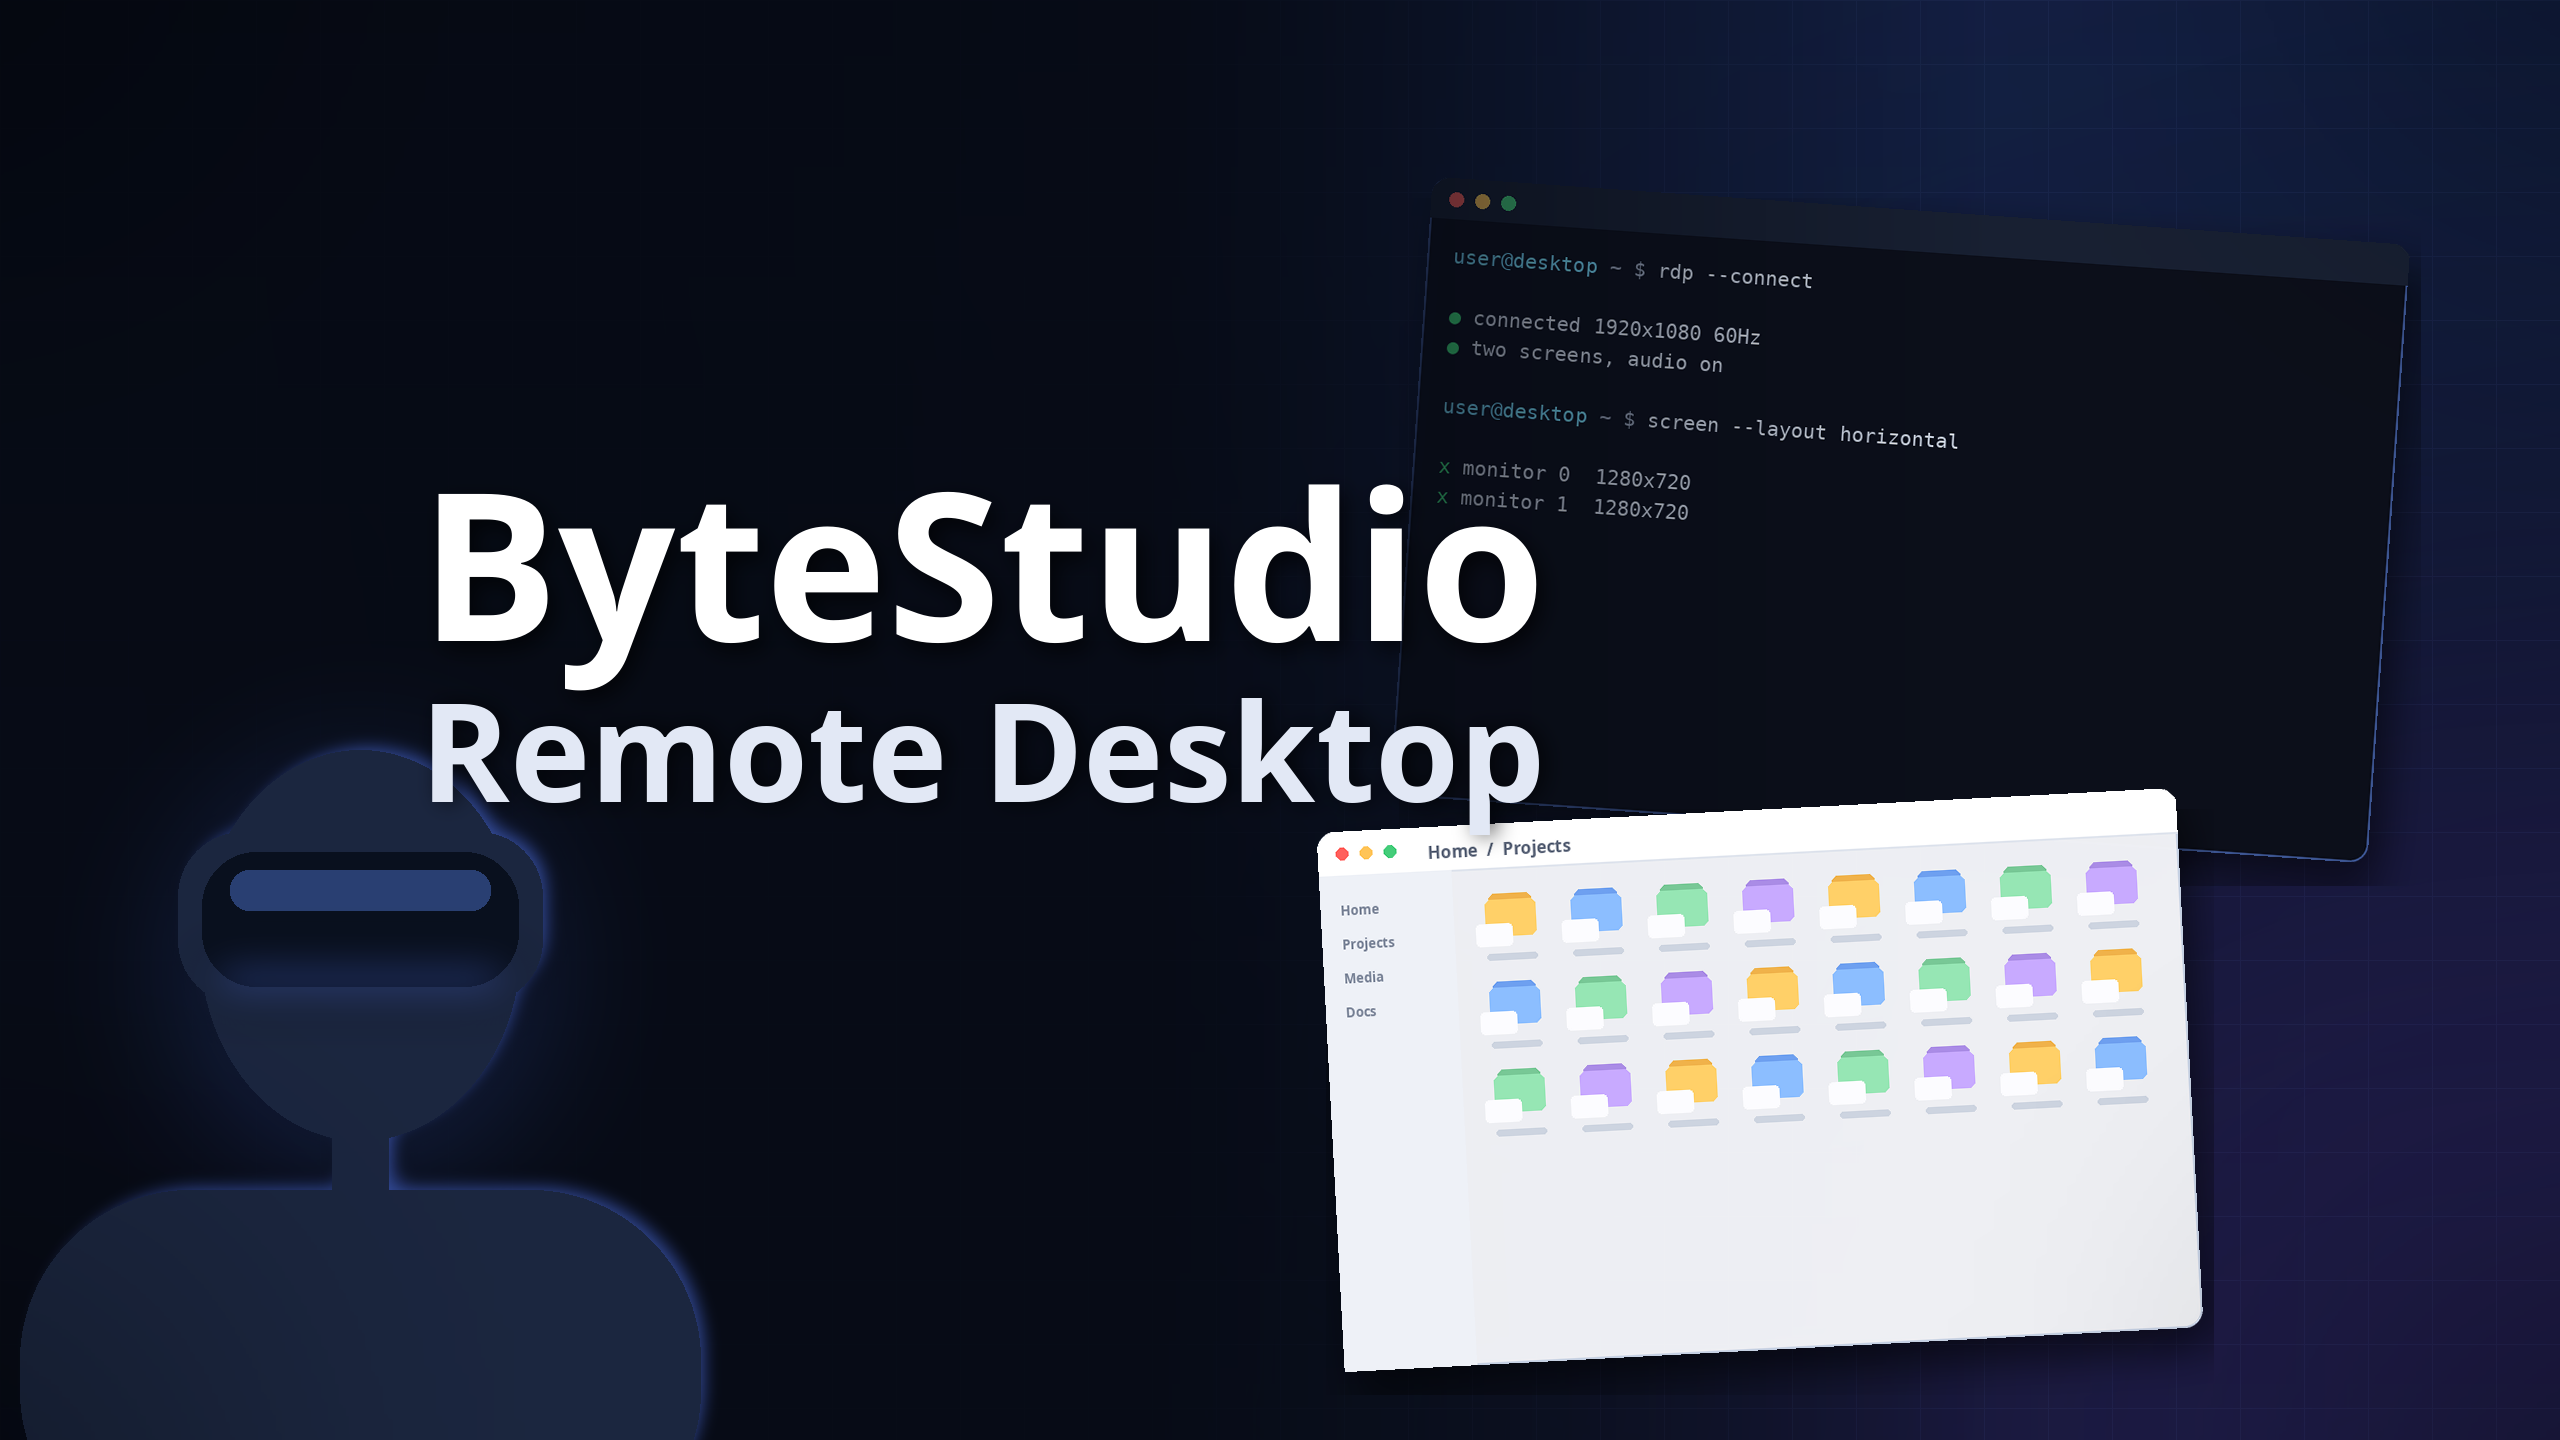 user@desktop ~ $ rdp --connect
● connected 1920x1080 60Hz
● two screens, audio on
user@desktop ~ $ screen --layout horizontal
x monitor 0  1280x720
x monitor 1  1280x720
ByteStudio
Remote Desktop
Home / Projects
Home
Projects
Media
Docs